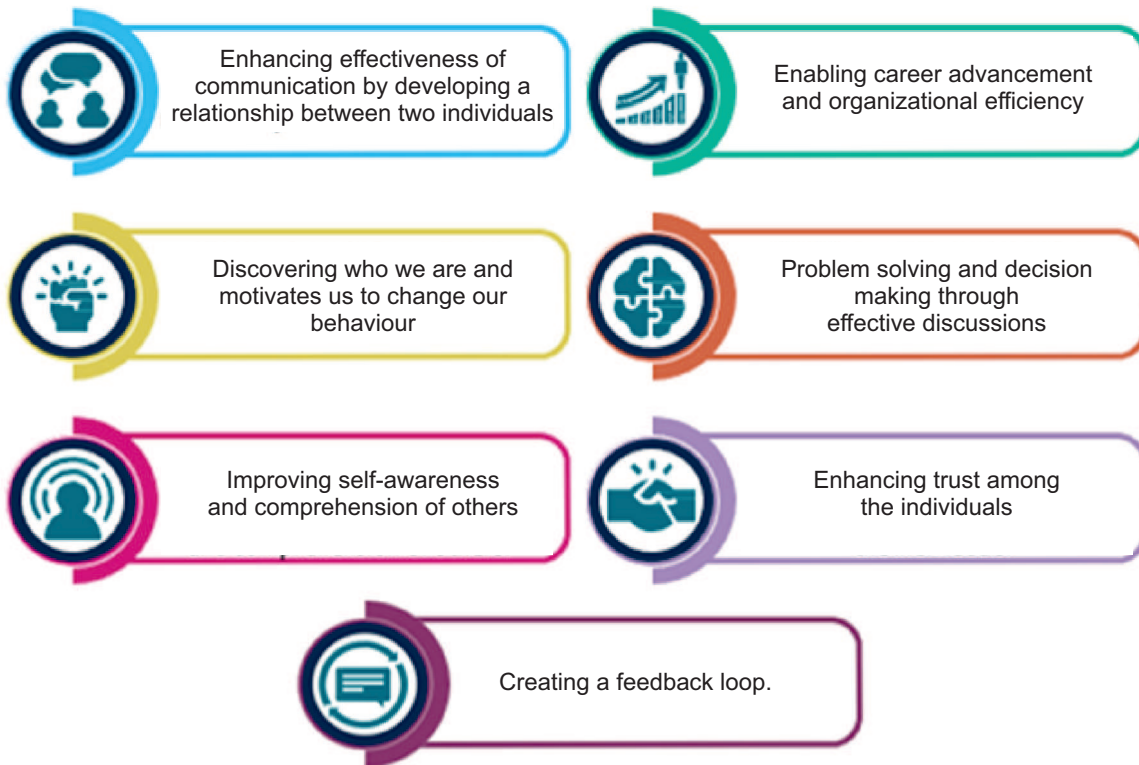 Enhancing effectiveness of
communication by developing a
relationship between two individuals
Enabling career advancement
and organizational efficiency
Discovering who we are and
motivates us to change our
behaviour
Problem solving and decision
making through
effective discussions
Improving self-awareness
and comprehension of others
Enhancing trust among
the individuals
Creating a feedback loop.